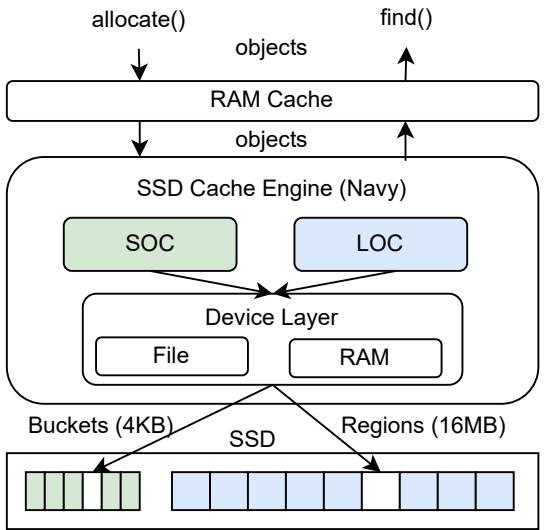 allocate()
find()
objects
RAM Cache
objects
SSD Cache Engine (Navy)
SOC
LOC
Device Layer
File
RAM
Buckets (4KB)
Regions (16MB)
SSD